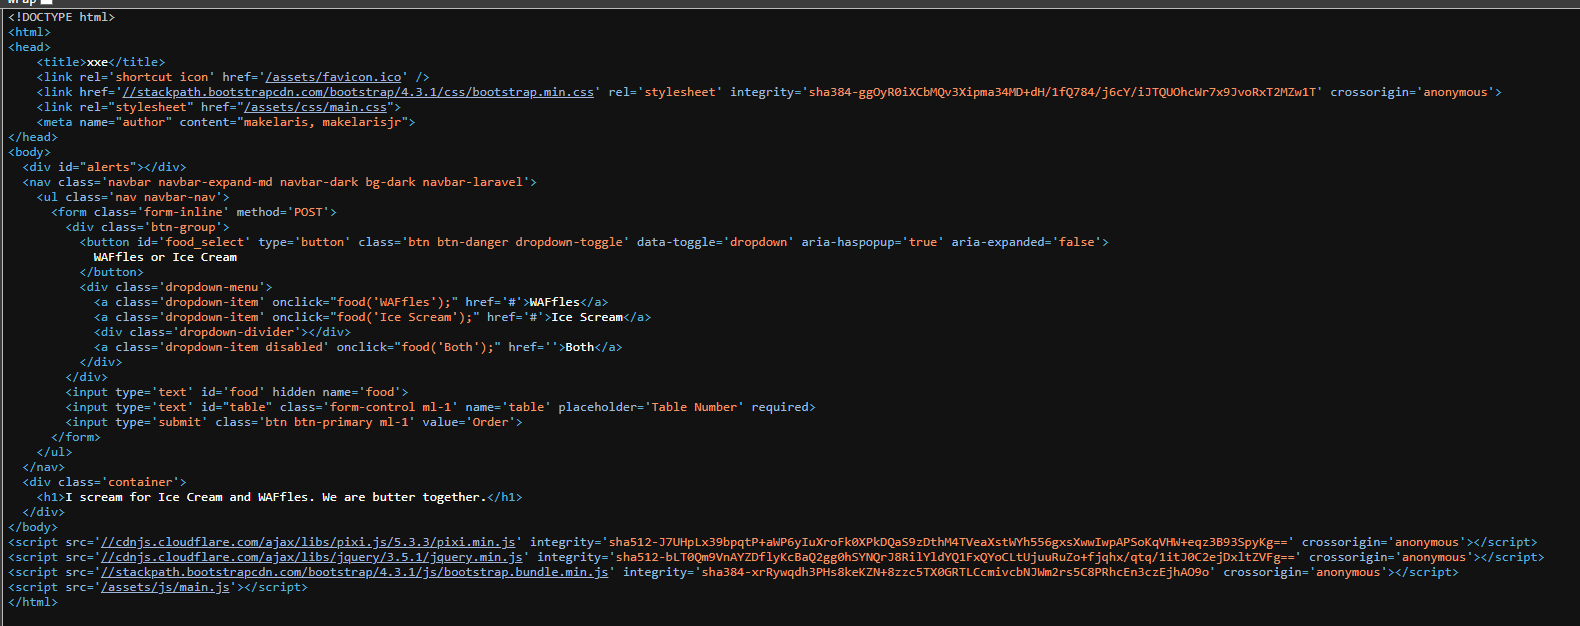 <!DOCTYPE html>
<html>
<head>
    <title>xxe</title>
    <link rel='shortcut icon' href='/assets/favicon.ico' />
    <link href='//stackpath.bootstrapcdn.com/bootstrap/4.3.1/css/bootstrap.min.css' rel='stylesheet' integrity='sha384-ggOyR0iXCbMQv3Xipma34MD+dH/1fQ784/j6cY/iJTQUOhcWr7x9JvoRxT2MZw1T' crossorigin='anonymous'>
    <link rel="stylesheet" href="/assets/css/main.css">
    <meta name="author" content="makelaris, makelarisjr">
</head>
<body>
  <div id="alerts"></div>
  <nav class='navbar navbar-expand-md navbar-dark bg-dark navbar-laravel'>
    <ul class='nav navbar-nav'>
      <form class='form-inline' method='POST'>
        <div class='btn-group'>
          <button id='food_select' type='button' class='btn btn-danger dropdown-toggle' data-toggle='dropdown' aria-haspopup='true' aria-expanded='false'>
            WAFfles or Ice Cream
          </button>
          <div class='dropdown-menu'>
            <a class='dropdown-item' onclick="food('WAFfles');" href='#'>WAFfles</a>
            <a class='dropdown-item' onclick="food('Ice Scream');" href='#'>Ice Scream</a>
            <div class='dropdown-divider'></div>
            <a class='dropdown-item disabled' onclick="food('Both');" href=''>Both</a>
          </div>
        </div>
        <input type='text' id='food' hidden name='food'>
        <input type='text' id="table" class='form-control ml-1' name='table' placeholder='Table Number' required>
        <input type='submit' class='btn btn-primary ml-1' value='Order'>
      </form>
    </ul>
  </nav>
  <div class='container'>
    <h1>I scream for Ice Cream and WAFfles. We are butter together.</h1>
  </div>
</body>
<script src='//cdnjs.cloudflare.com/ajax/libs/pixi.js/5.3.3/pixi.min.js' integrity='sha512-J7UHpLx39bpqtP+aWP6yIuXroFk0XPkDQaS9zDthM4TVeaXstWYh556gxsXwwIwpAPSoKqVHW+eqz3B93SpyKg==' crossorigin='anonymous'></script>
<script src='//cdnjs.cloudflare.com/ajax/libs/jquery/3.5.1/jquery.min.js' integrity='sha512-bLT0Qm9VnAYZDflyKcBaQ2gg0hSYNQrJ8RilYldYQ1FxQYoCLtUjuuRuZo+fjqhx/qtq/1itJ0C2ejDxltZVFg==' crossorigin='anonymous'></script>
<script src='//stackpath.bootstrapcdn.com/bootstrap/4.3.1/js/bootstrap.bundle.min.js' integrity='sha384-xrRywqdh3PHs8keKZN+8zzc5TX0GRTLCcmivcbNJWm2rs5C8PRhcEn3czEjhAO9o' crossorigin='anonymous'></script>
<script src='/assets/js/main.js'></script>
</html>